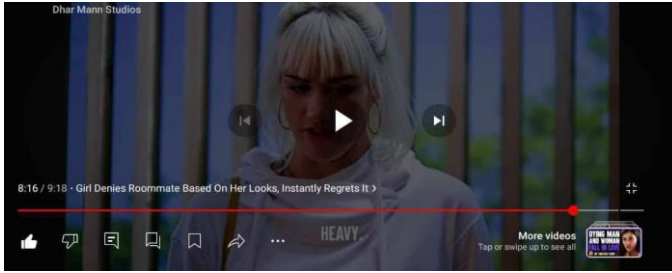 Dhar Mann Studios
8:16 / 9:18 • Girl Denies Roommate Based On Her Looks, Instantly Regrets It >
HEAVY.
More videos
Tap or swipe up to see all
DYING MAN
AND WOMAN
FALL IN LOVE